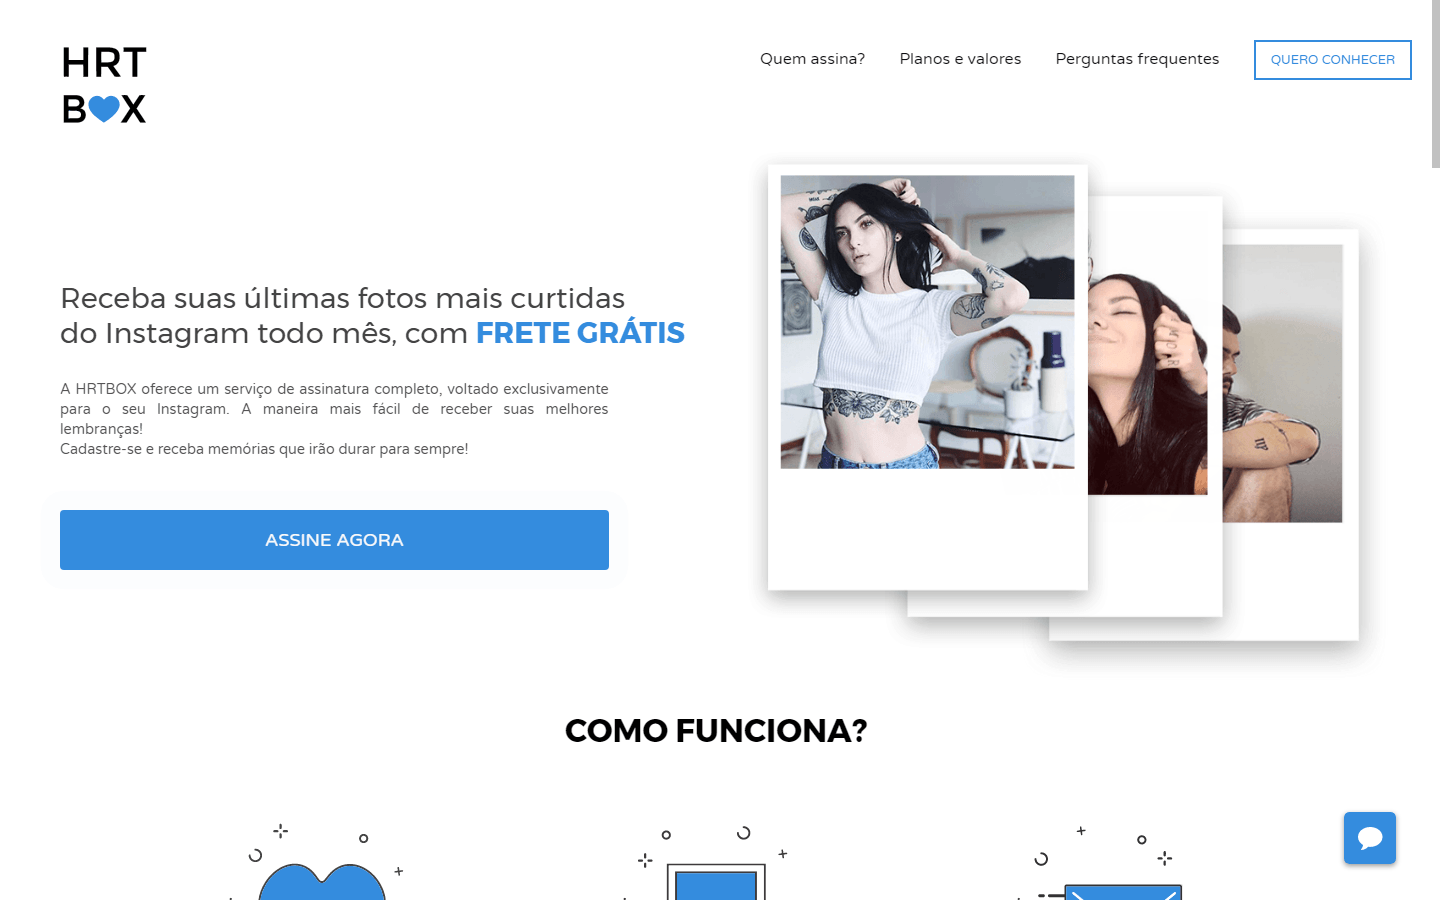 HRT
B X
Quem assina?
Planos e valores
Perguntas frequentes
QUERO CONHECER
Receba suas últimas fotos mais curtidas
do Instagram todo mês, com FRETE GRÁTIS
A HRTBOX oferece um serviço de assinatura completo, voltado exclusivamente
para o seu Instagram. A maneira mais fácil de receber suas melhores
lembranças!
Cadastre-se e receba memórias que irão durar para sempre!
ASSINE AGORA
COMO FUNCIONA?